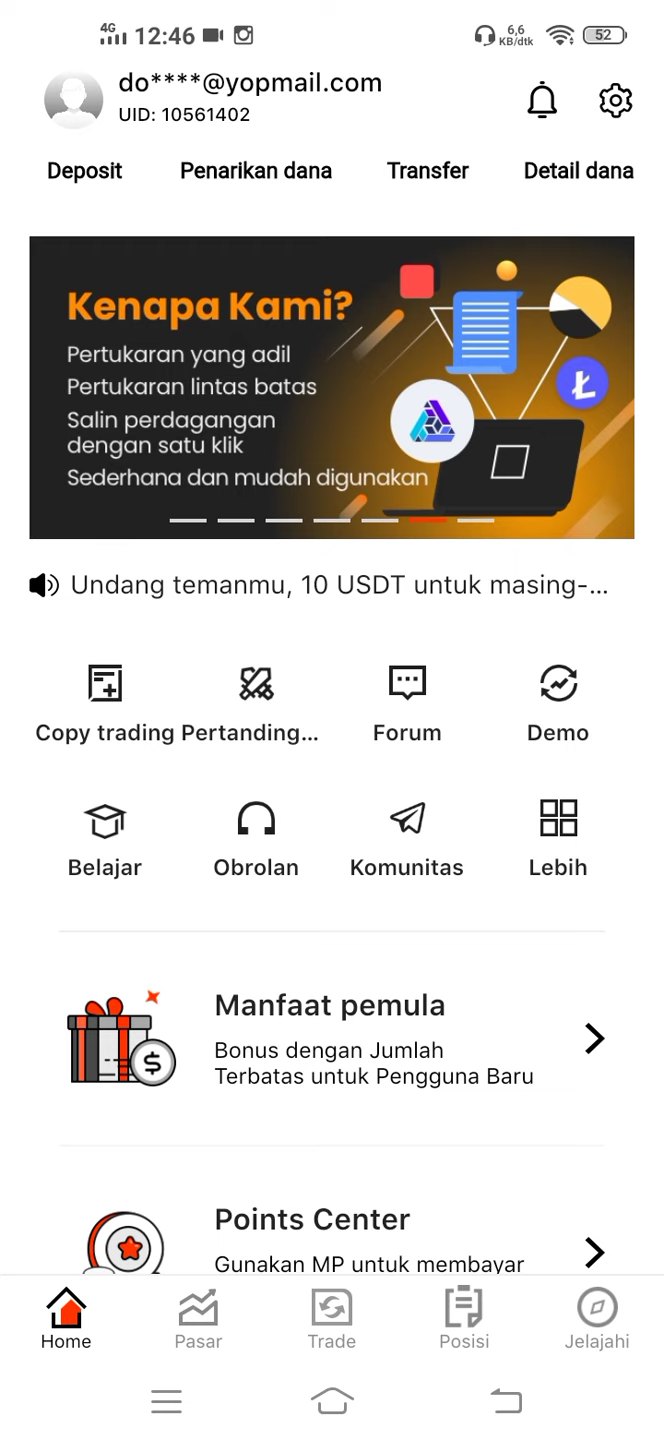 4G 12:46 6,6 KB/dtk 52
do****@yopmail.com
UID: 10561402
Deposit Penarikan dana Transfer Detail dana
Kenapa Kami?
Pertukaran yang adil
Pertukaran lintas batas
Salin perdagangan
dengan satu klik
Sederhana dan mudah digunakan
Undang temanmu, 10 USDT untuk masing-...
Copy trading Pertanding... Forum Demo
Belajar Obrolan Komunitas Lebih
Manfaat pemula
Bonus dengan Jumlah
Terbatas untuk Pengguna Baru
Points Center
Gunakan MP untuk membayar
Home Pasar Trade Posisi Jelajahi